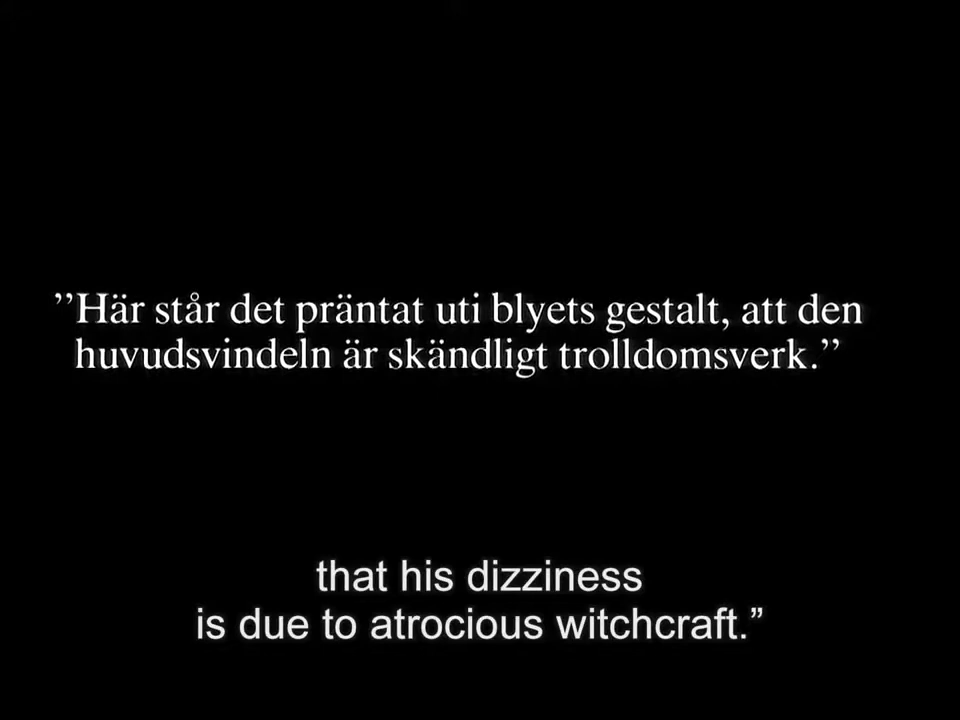 ”Här står det präntat uti blyets gestalt, att den
huvudsvindeln är skändligt trolldomsverk.”
that his dizziness
is due to atrocious witchcraft.”